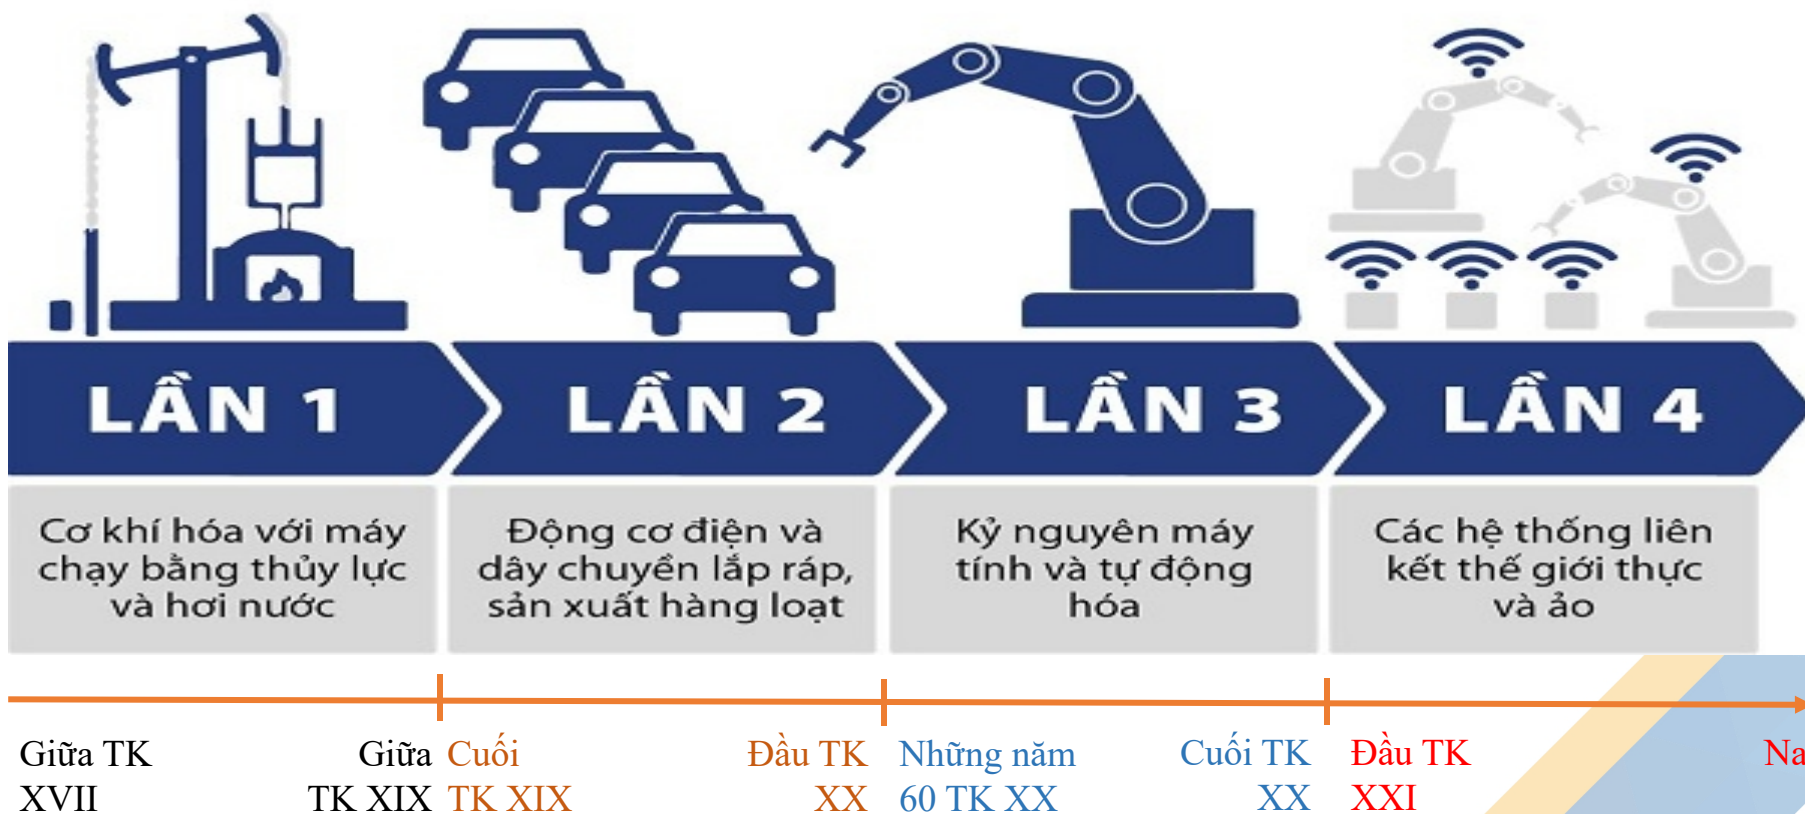 LẦN 1
LẦN 2
LẦN 3
LẦN 4
Cơ khí hóa với máy
chạy bằng thủy lực
và hơi nước
Động cơ điện và
dây chuyền lắp ráp,
sản xuất hàng loạt
Kỷ nguyên máy
tính và tự động
hóa
Các hệ thống liên
kết thế giới thực
và ảo
Giữa TK
XVII
Giữa
TK XIX
Cuối
TK XIX
Đầu TK
XX
Những năm
60 TK XX
Cuối TK
XX
Đầu TK
XXI
Na